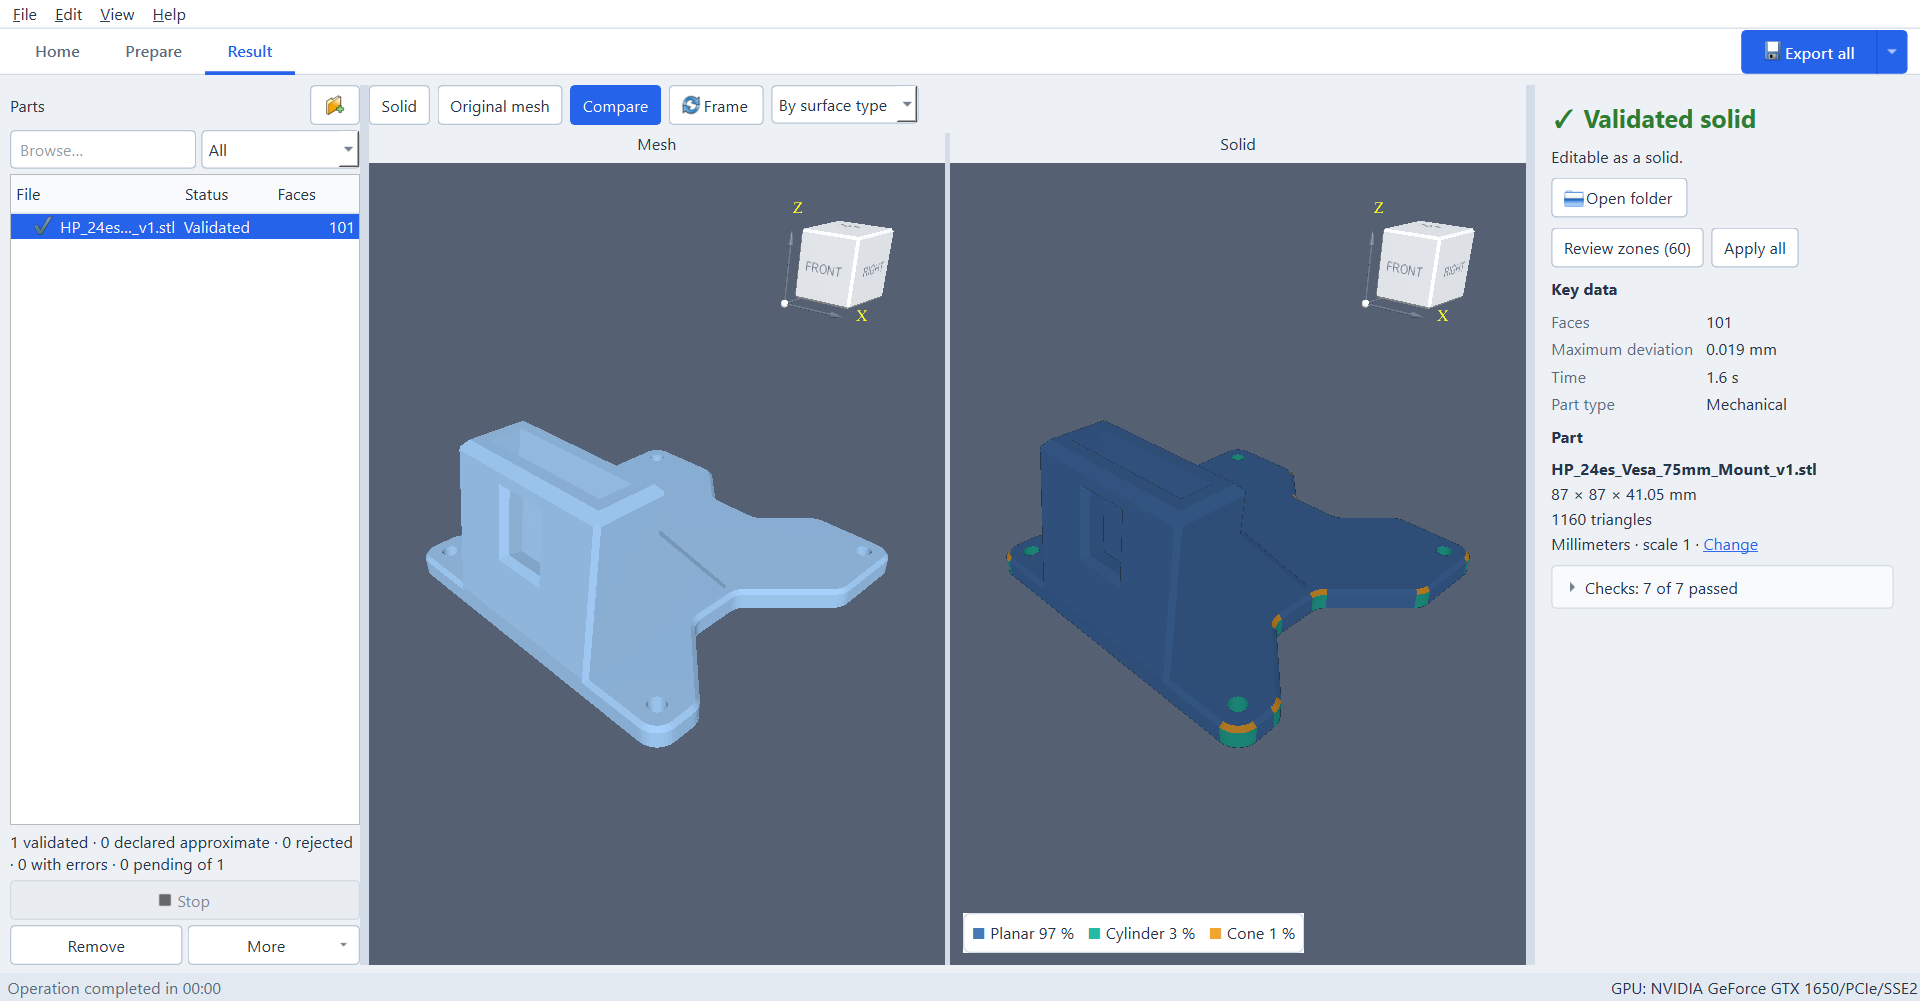 File Edit View Help
Home Prepare Result Export all
Parts
Browse... All
File Status Faces
HP_24es..._v1.stl Validated 101
1 validated · 0 declared approximate · 0 rejected
· 0 with errors · 0 pending of 1
Stop
Remove More
Solid Original mesh Compare Frame By surface type
Mesh Solid
Z
FRONT RIGHT
X
Z
FRONT RIGHT
X
Planar 97 % Cylinder 3 % Cone 1 %
✓ Validated solid
Editable as a solid.
Open folder
Review zones (60) Apply all
Key data
Faces 101
Maximum deviation 0.019 mm
Time 1.6 s
Part type Mechanical
Part
HP_24es_Vesa_75mm_Mount_v1.stl
87 × 87 × 41.05 mm
1160 triangles
Millimeters · scale 1 · Change
Checks: 7 of 7 passed
Operation completed in 00:00 GPU: NVIDIA GeForce GTX 1650/PCIe/SSE2